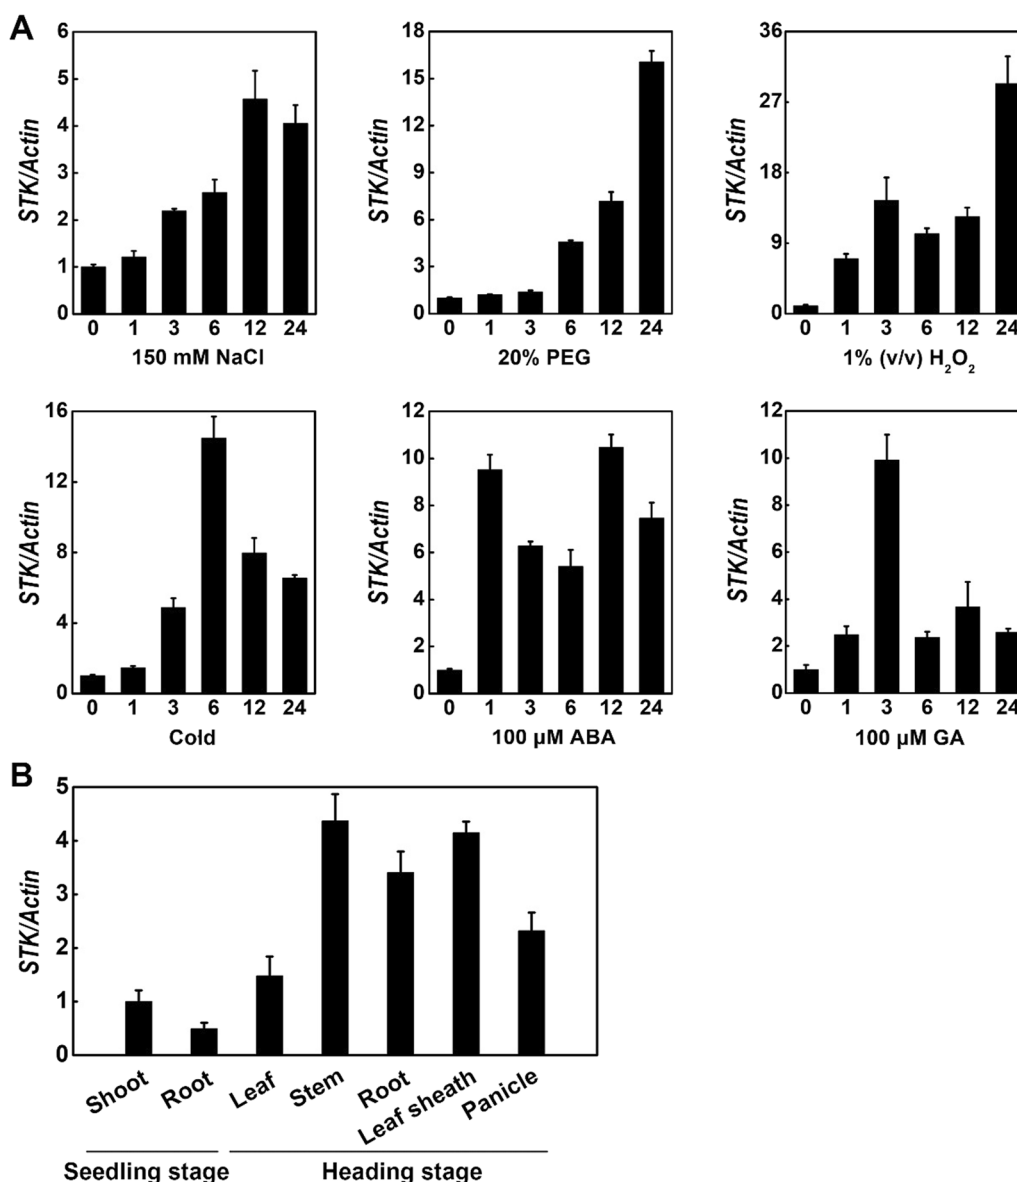 A
STK/Actin
6
5
4
3
2
1
0
0 1 3 6 12 24
150 mM NaCl
STK/Actin
18
15
12
9
6
3
0
0 1 3 6 12 24
20% PEG
STK/Actin
36
27
18
9
0
0 1 3 6 12 24
1% (v/v) H₂O₂
STK/Actin
16
12
8
4
0
0 1 3 6 12 24
Cold
STK/Actin
12
10
8
6
4
2
0
0 1 3 6 12 24
100 µM ABA
STK/Actin
12
10
8
6
4
2
0
0 1 3 6 12 24
100 µM GA
B
STK/Actin
5
4
3
2
1
0
Shoot
Root
Leaf
Stem
Root
Leaf sheath
Panicle
Seedling stage
Heading stage